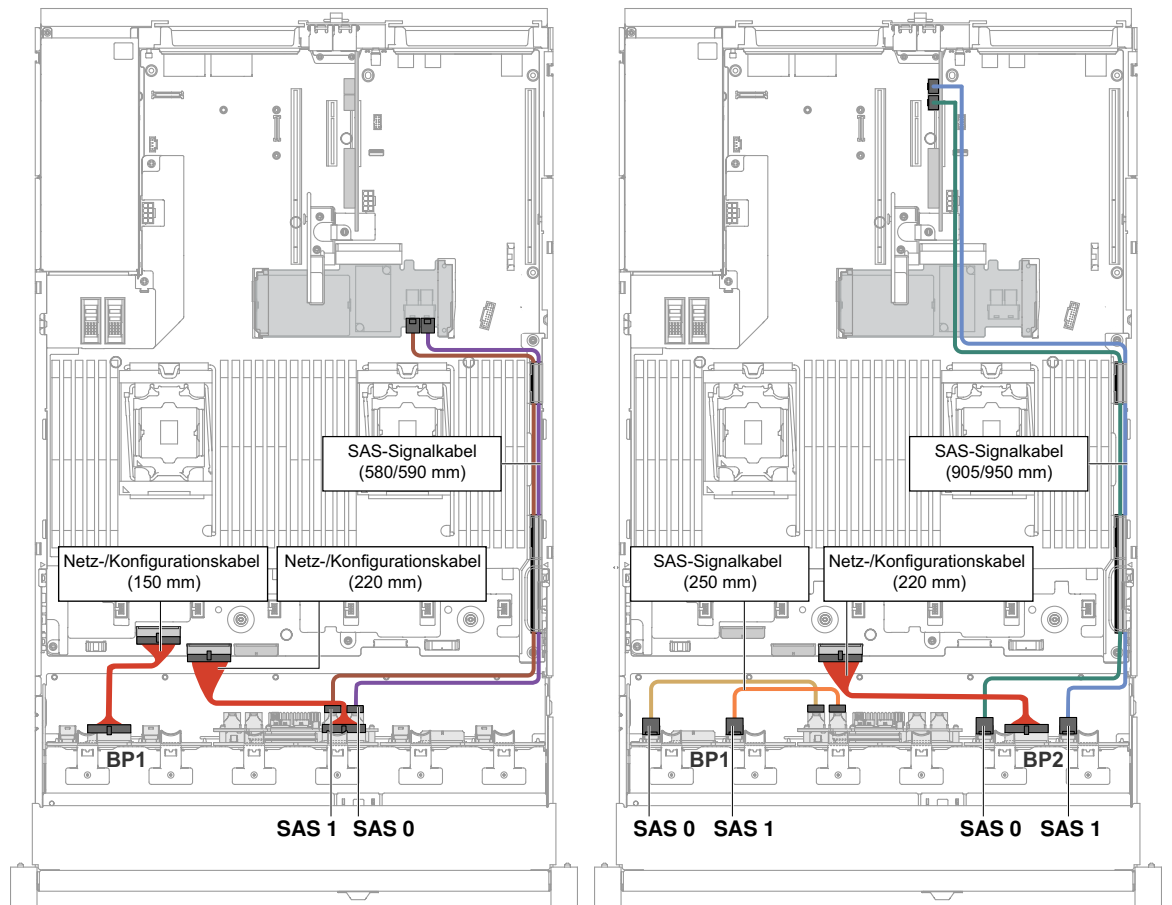 SAS-Signalkabel
(580/590 mm)
Netz-/Konfigurationskabel
(150 mm)
Netz-/Konfigurationskabel
(220 mm)
BP1
SAS 1
SAS 0
SAS-Signalkabel
(905/950 mm)
SAS-Signalkabel
(250 mm)
Netz-/Konfigurationskabel
(220 mm)
BP1
BP2
SAS 0
SAS 1
SAS 0
SAS 1